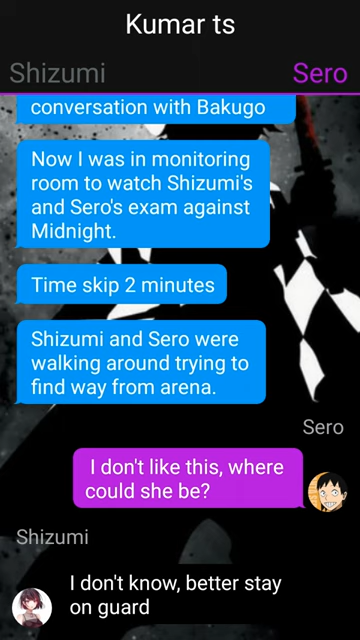 Kumar ts
Shizumi
Sero
conversation with Bakugo
Now I was in monitoring
room to watch Shizumi's
and Sero's exam against
Midnight.
Time skip 2 minutes
Shizumi and Sero were
walking around trying to
find way from arena.
Sero
I don't like this, where
could she be?
Shizumi
I don't know, better stay
on guard